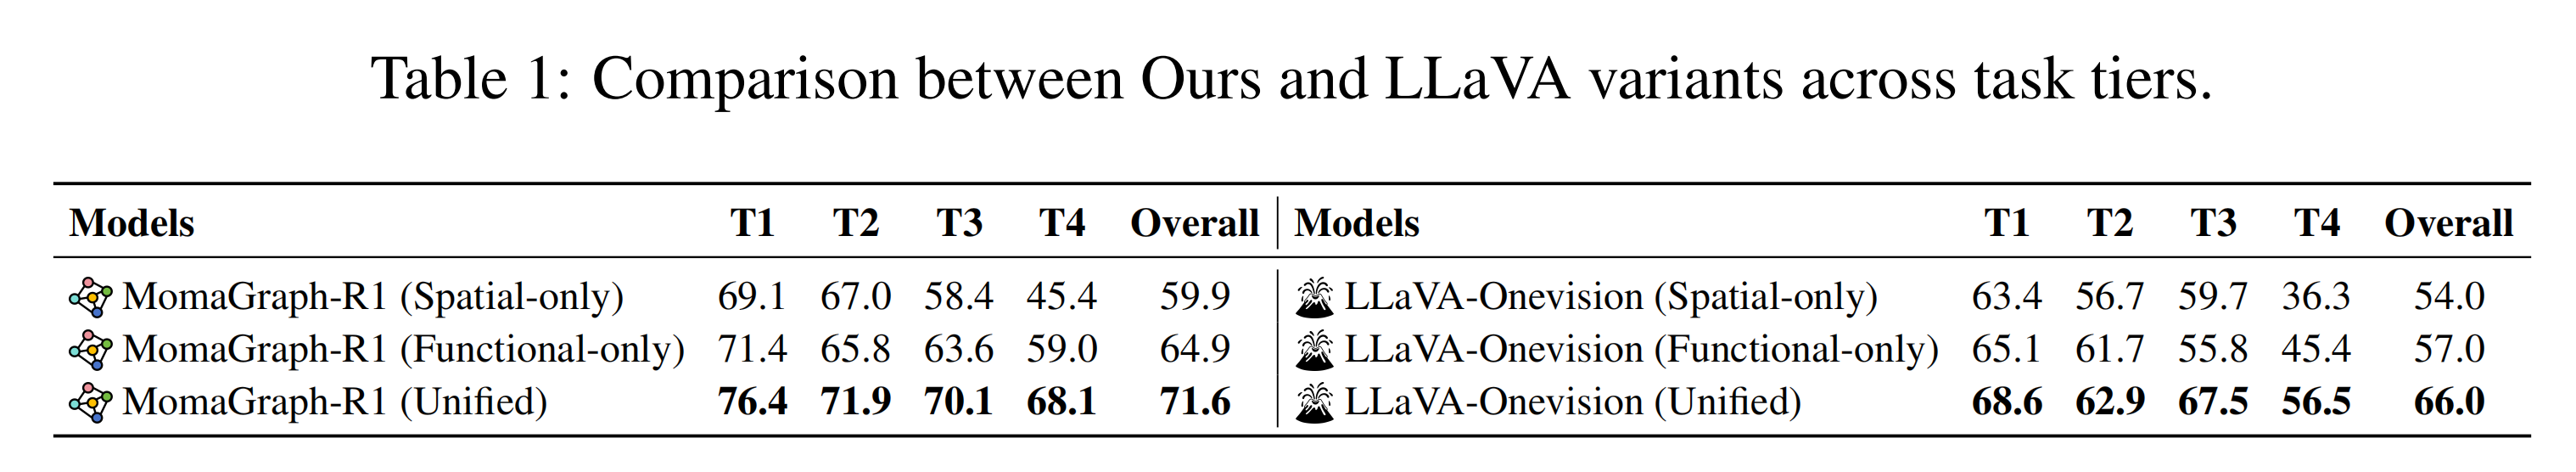 Table 1: Comparison between Ours and LLaVA variants across task tiers.
Models T1 T2 T3 T4 Overall Models T1 T2 T3 T4 Overall
MomaGraph-R1 (Spatial-only) 69.1 67.0 58.4 45.4 59.9 LLaVA-Onevision (Spatial-only) 63.4 56.7 59.7 36.3 54.0
MomaGraph-R1 (Functional-only) 71.4 65.8 63.6 59.0 64.9 LLaVA-Onevision (Functional-only) 65.1 61.7 55.8 45.4 57.0
MomaGraph-R1 (Unified) 76.4 71.9 70.1 68.1 71.6 LLaVA-Onevision (Unified) 68.6 62.9 67.5 56.5 66.0